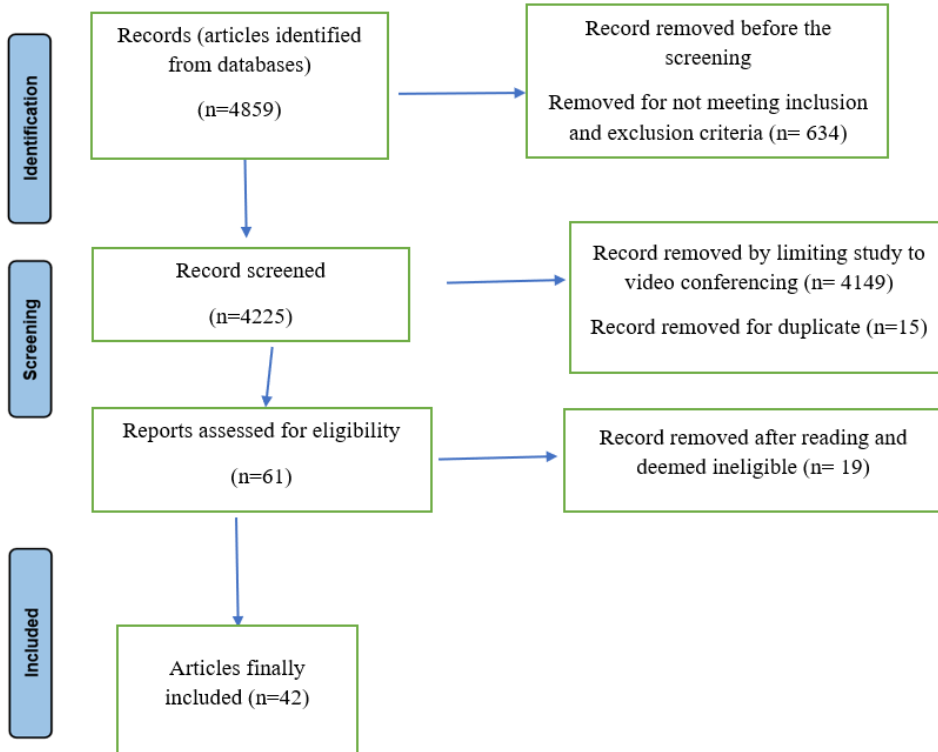 Identification
Records (articles identified
from databases)
(n=4859)
Record removed before the
screening
Removed for not meeting inclusion
and exclusion criteria (n= 634)
Screening
Record screened
(n=4225)
Record removed by limiting study to
video conferencing (n= 4149)
Record removed for duplicate (n=15)
Reports assessed for eligibility
(n=61)
Record removed after reading and
deemed ineligible (n= 19)
Included
Articles finally
included (n=42)